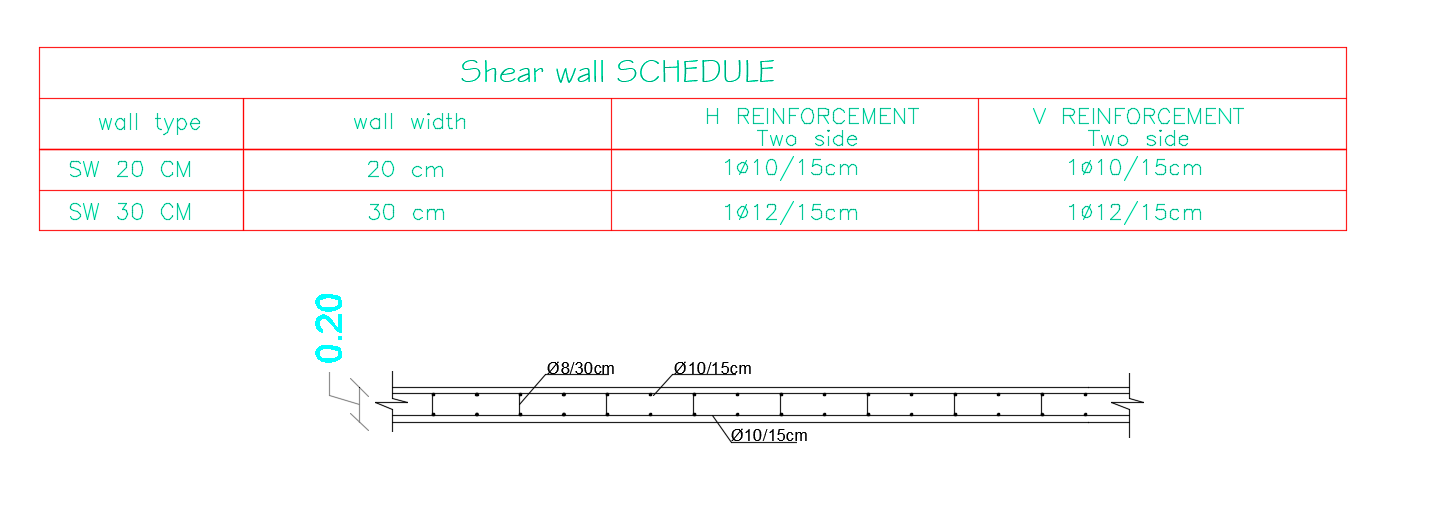 Shear wall SCHEDULE
wall type
wall width
H REINFORCEMENT
Two side
V REINFORCEMENT
Two side
SW 20 CM
20 cm
1ø10/15cm
1ø10/15cm
SW 30 CM
30 cm
1ø12/15cm
1ø12/15cm
0.20
Ø8/30cm
Ø10/15cm
Ø10/15cm